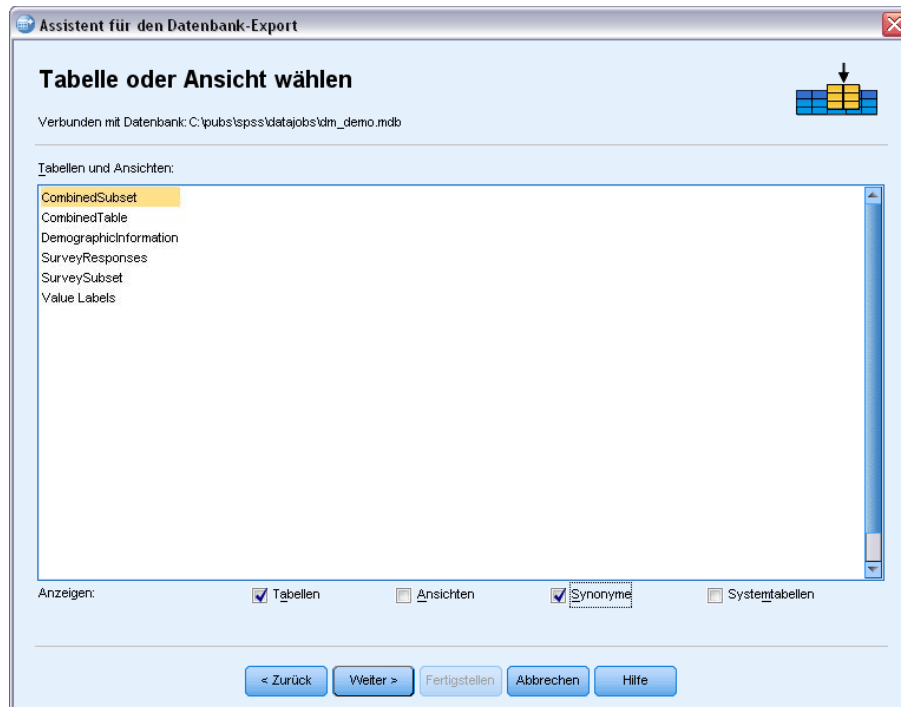 Assistent für den Datenbank-Export
Tabelle oder Ansicht wählen
Verbunden mit Datenbank: C:\pubs\spss\datajobs\dm_demo.mdb
Tabellen und Ansichten:
CombinedSubset
CombinedTable
DemographicInformation
SurveyResponses
SurveySubset
Value Labels
Anzeigen: Tabellen Ansichten Synonyme Systemtabellen
< Zurück Weiter > Fertigstellen Abbrechen Hilfe